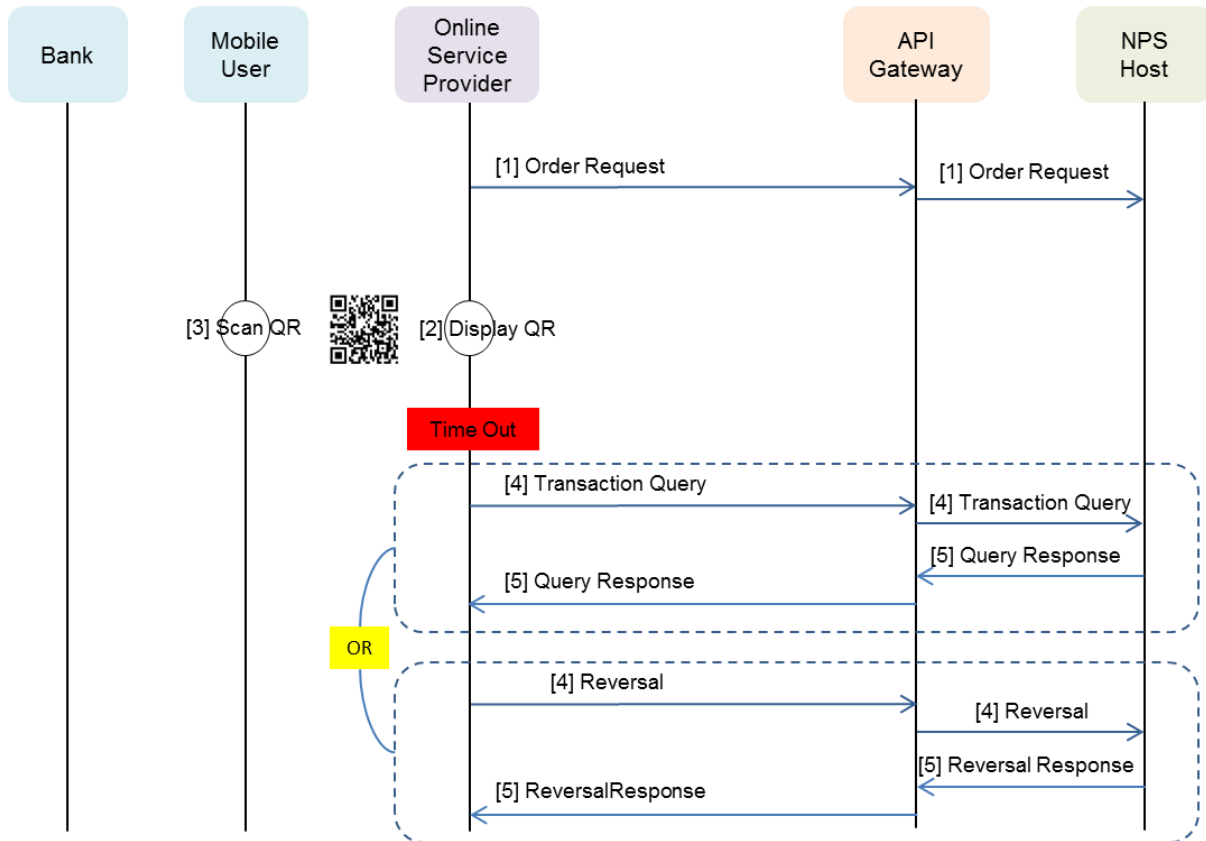 Bank
Mobile
User
Online
Service
Provider
API
Gateway
NPS
Host
[1] Order Request
[1] Order Request
[3] Scan QR
[2] Display QR
Time Out
[4] Transaction Query
[4] Transaction Query
[5] Query Response
[5] Query Response
OR
[4] Reversal
[4] Reversal
[5] Reversal Response
[5] ReversalResponse